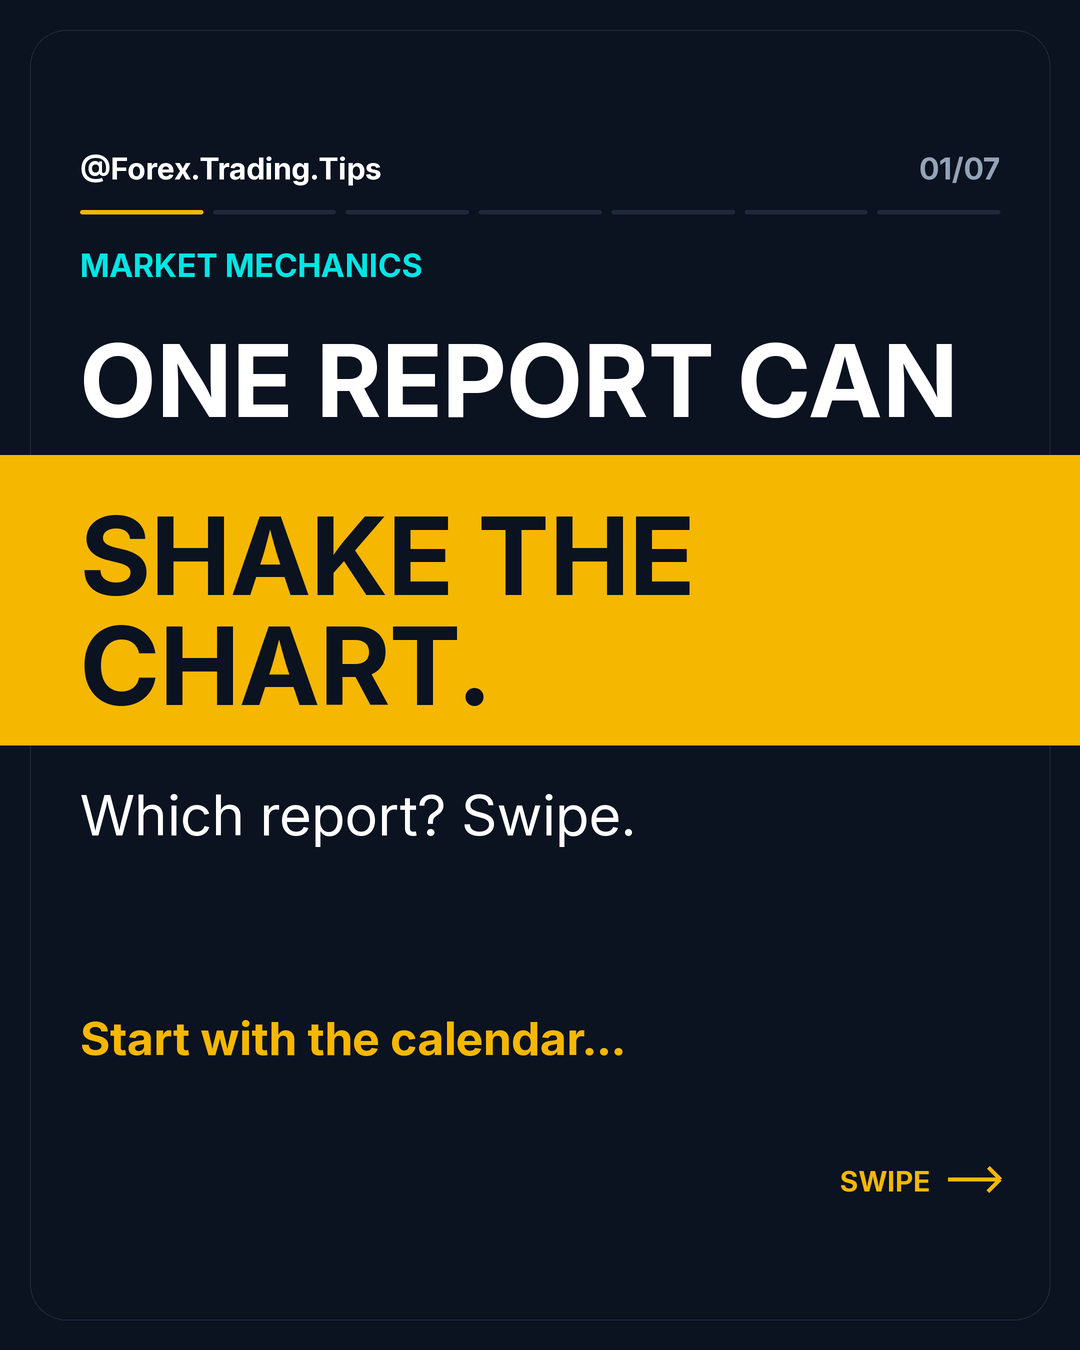 @Forex.Trading.Tips
01/07
MARKET MECHANICS
ONE REPORT CAN
SHAKE THE
CHART.
Which report? Swipe.
Start with the calendar...
SWIPE